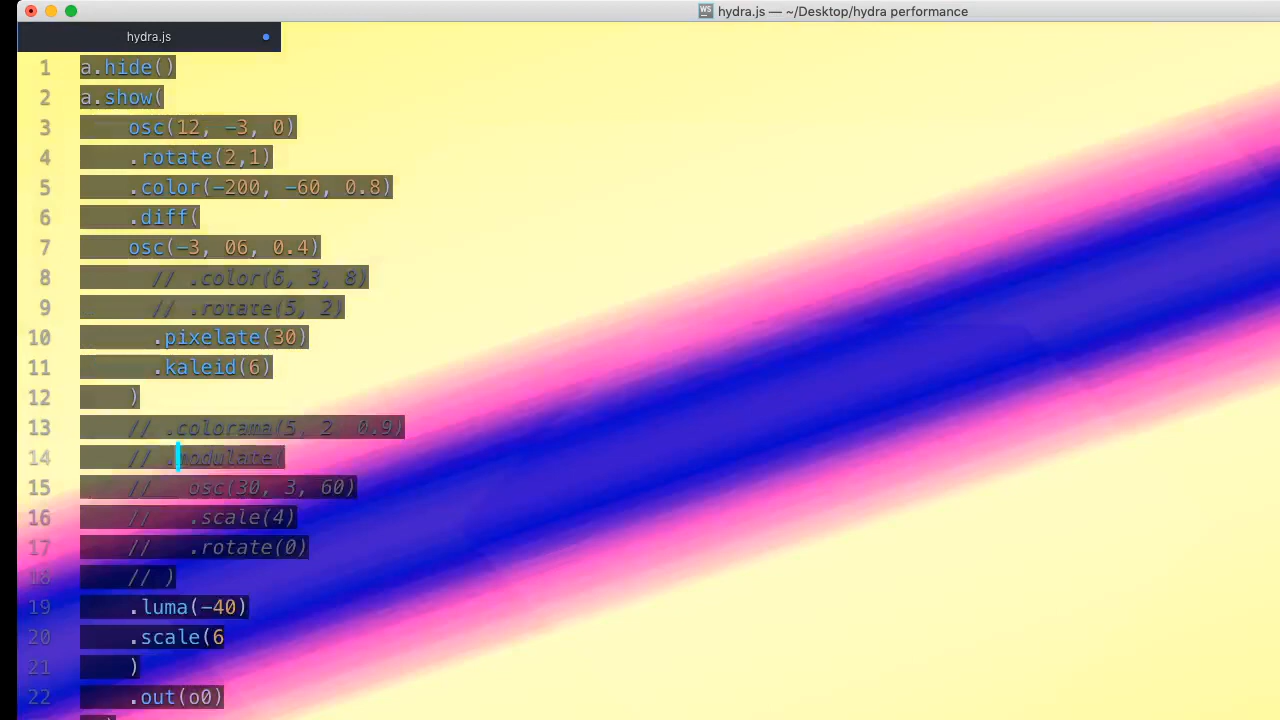 hydra.js — ~/Desktop/hydra performance
hydra.js
1 a.hide()
2 a.show(
3 osc(12, -3, 0)
4 .rotate(2,1)
5 .color(-200, -60, 0.8)
6 .diff(
7 osc(-3, 06, 0.4)
8 // .color(6, 3, 8)
9 // .rotate(5, 2)
10 .pixelate(30)
11 .kaleid(6)
12 )
13 // .colorama(5, 2 0.9)
14 // .modulate(
15 // osc(30, 3, 60)
16 // .scale(4)
17 // .rotate(0)
18 // )
19 .luma(-40)
20 .scale(6
21 )
22 .out(o0)
)